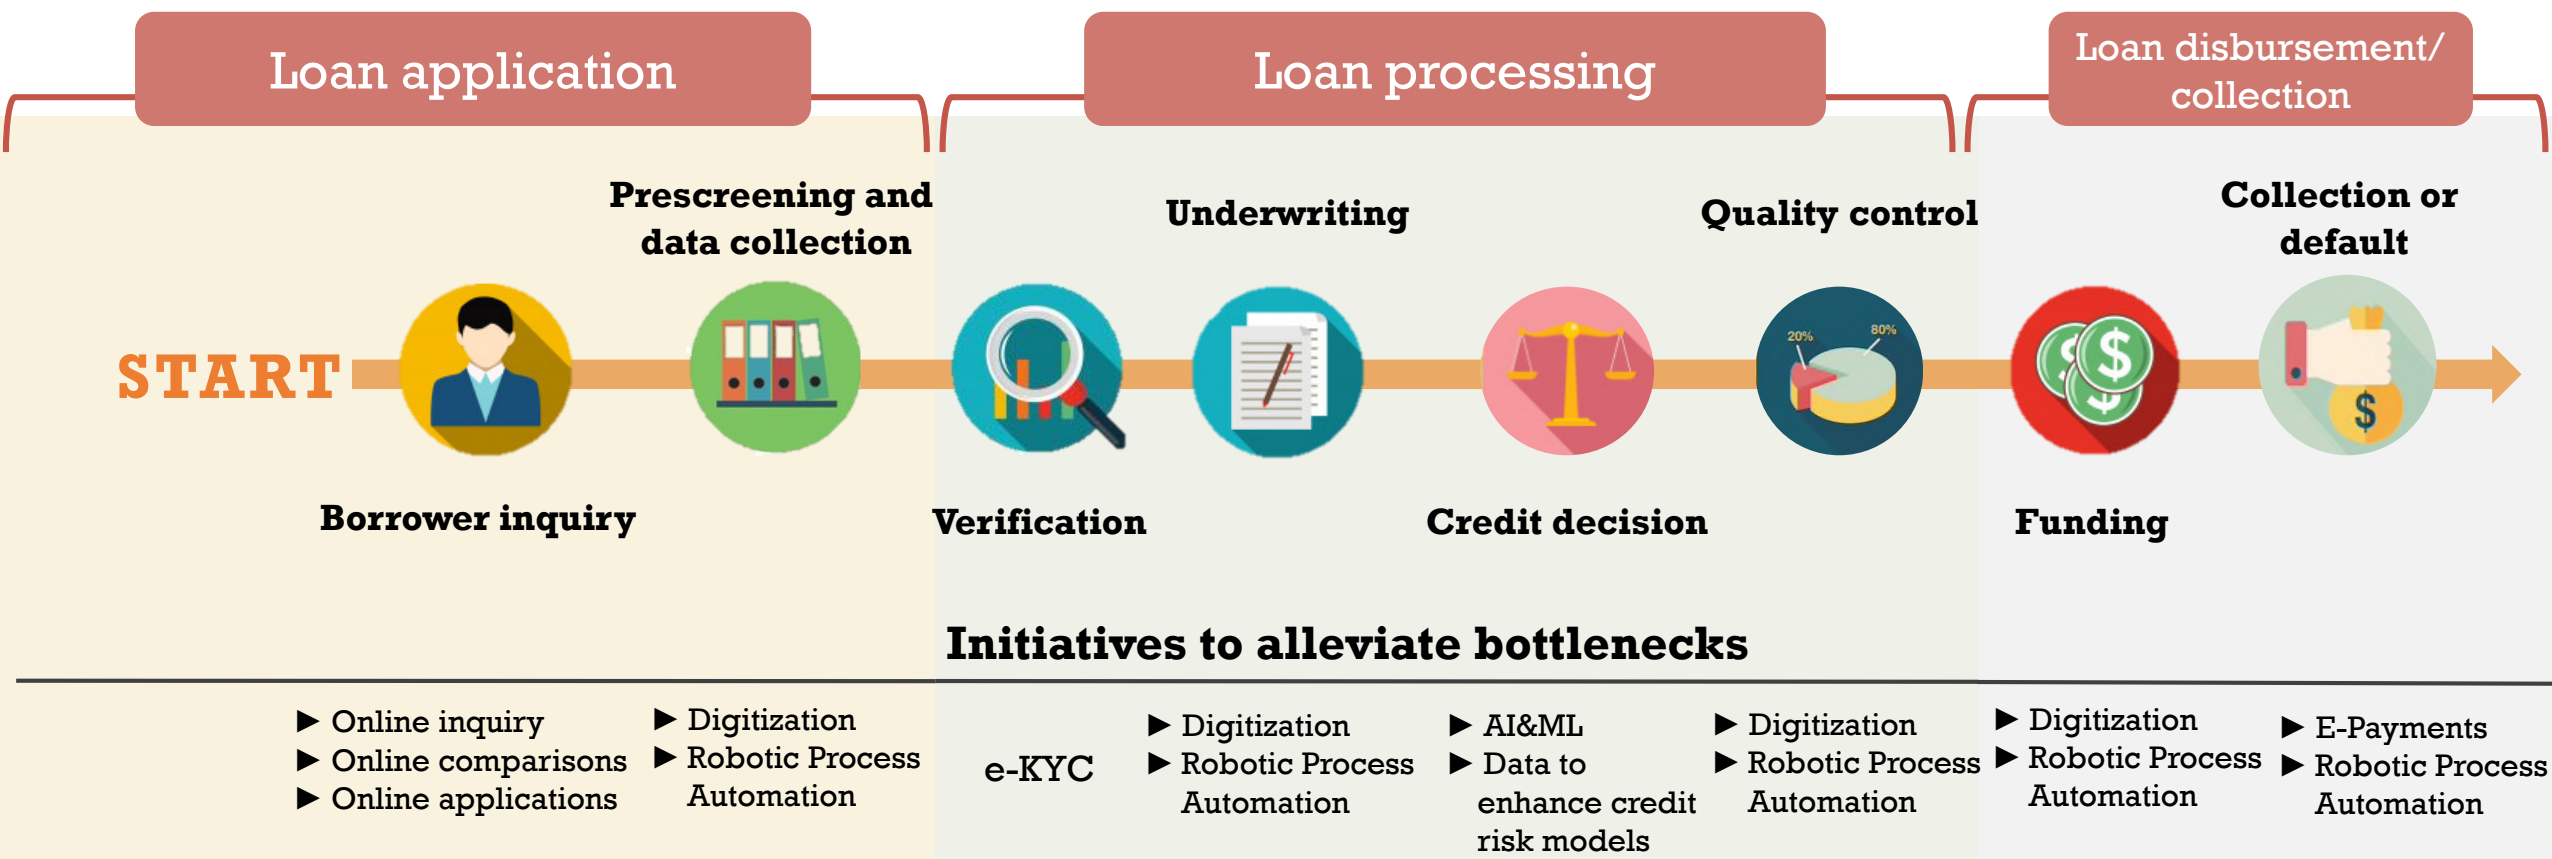 Loan application
Loan processing
Loan disbursement/
collection
Prescreening and
data collection
Underwriting
Quality control
Collection or
default
START
20%
80%
$
$
$
$
Borrower inquiry
Verification
Credit decision
Funding
Initiatives to alleviate bottlenecks
► Online inquiry
► Online comparisons
► Online applications
► Digitization
► Robotic Process
Automation
e-KYC
► Digitization
► Robotic Process
Automation
► AI&ML
► Data to
enhance credit
risk models
► Digitization
► Robotic Process
Automation
► Digitization
► Robotic Process
Automation
► E-Payments
► Robotic Process
Automation